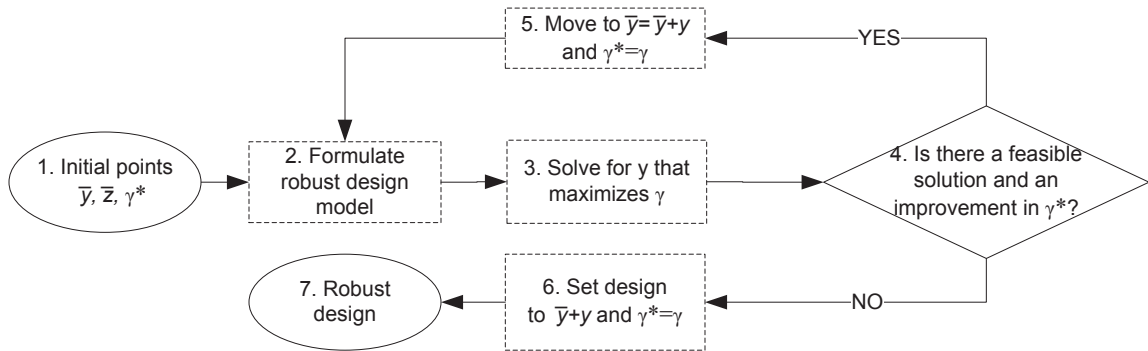 1. Initial points
y̅, z̅, γ*
2. Formulate
robust design
model
3. Solve for y that
maximizes γ
4. Is there a feasible
solution and an
improvement in γ*?
YES
5. Move to y̅= y̅+y
and γ*=γ
NO
6. Set design
to y̅+y and γ*=γ
7. Robust
design